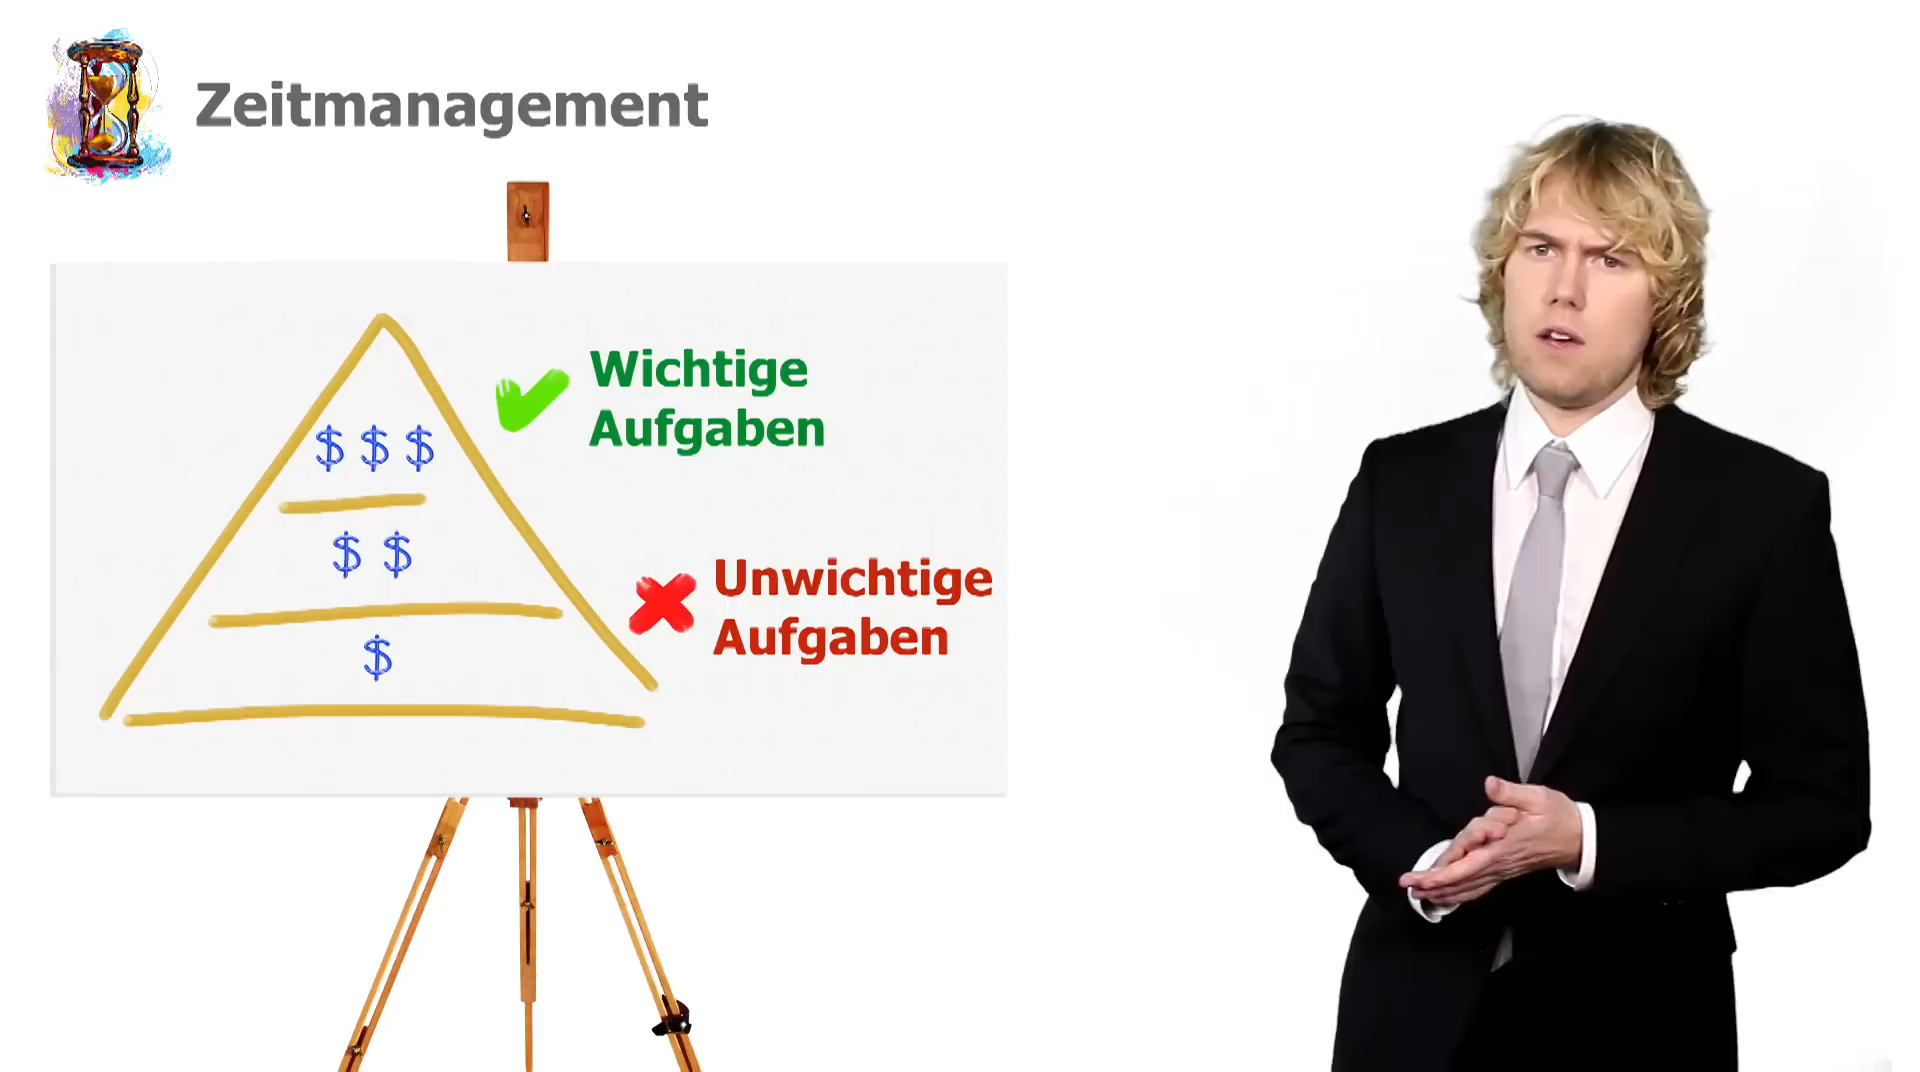 Zeitmanagement
Wichtige
Aufgaben
$ $ $
$ $
Unwichtige
Aufgaben
$